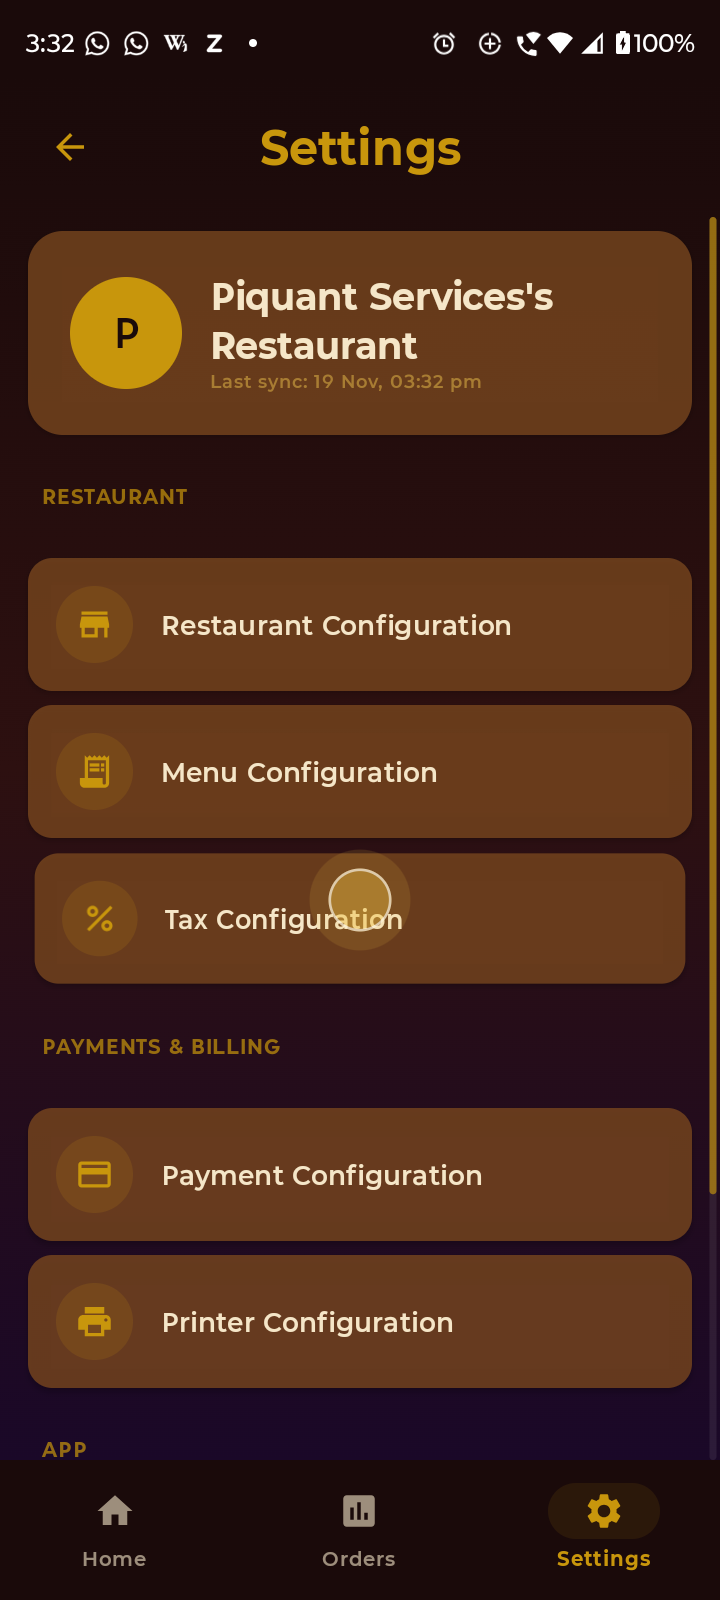 3:32
100%
Settings
P
Piquant Services's
Restaurant
Last sync: 19 Nov, 03:32 pm
RESTAURANT
Restaurant Configuration
Menu Configuration
Tax Configuration
PAYMENTS & BILLING
Payment Configuration
Printer Configuration
APP
Home
Orders
Settings